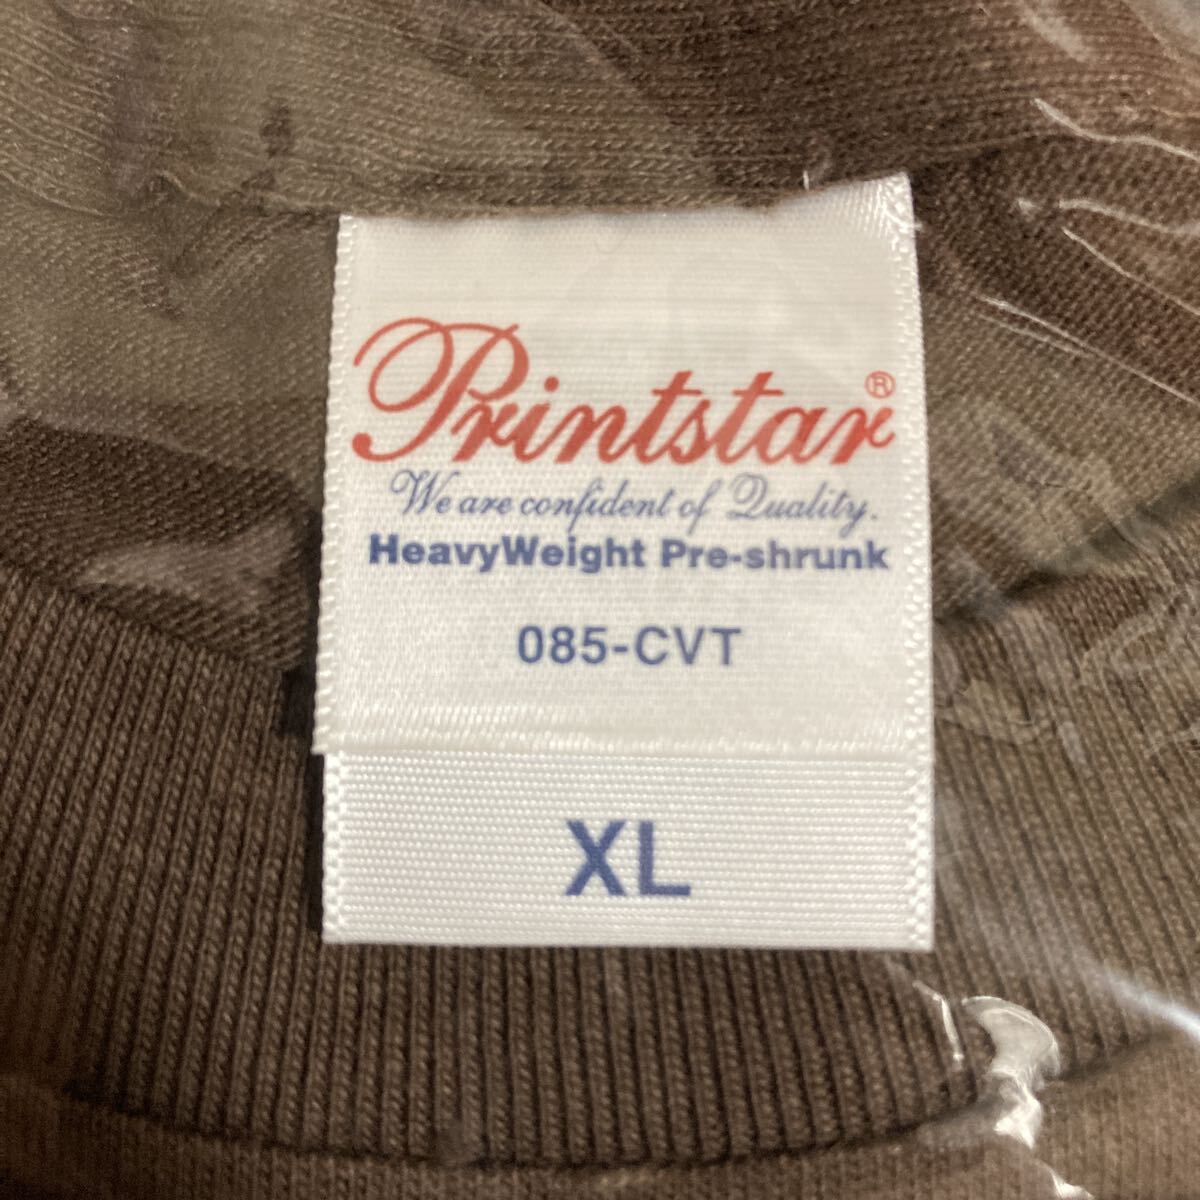 Printstar®
We are confident of Quality.
HeavyWeight Pre-shrunk
085-CVT
XL